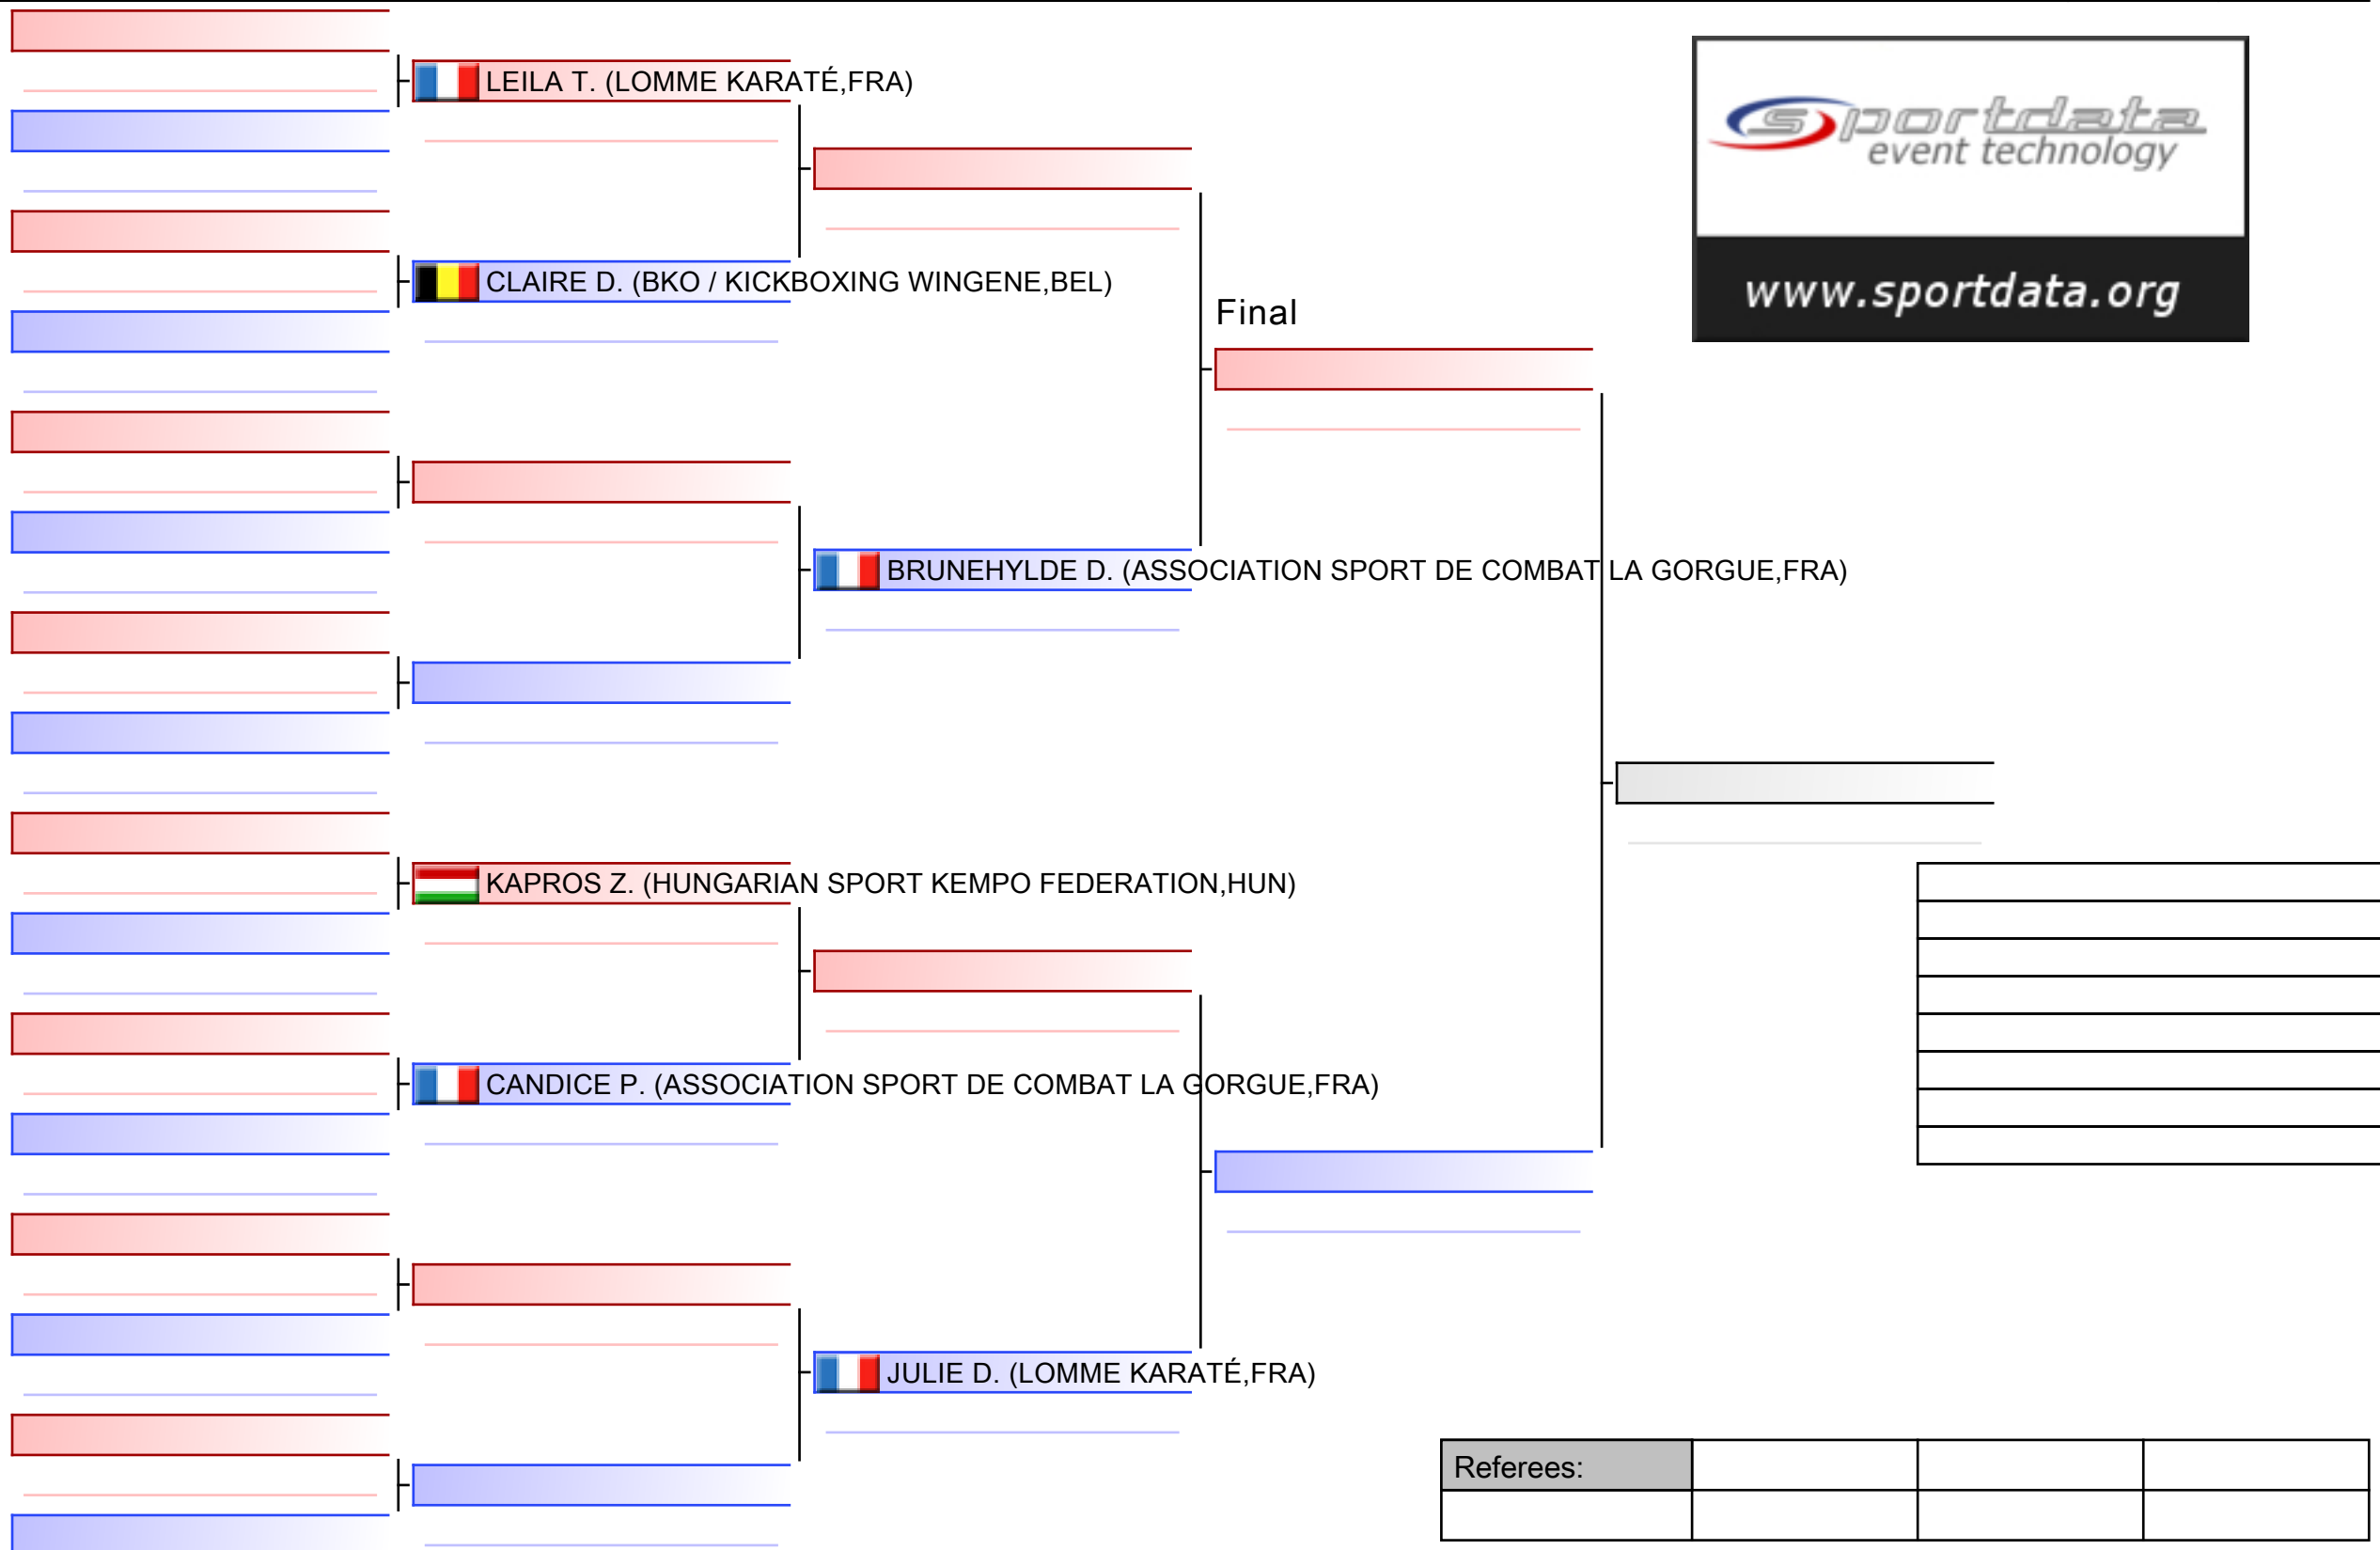 LEILA T. (LOMME KARATÉ,FRA)
sportdata
event technology
www.sportdata.org
CLAIRE D. (BKO / KICKBOXING WINGENE,BEL)
Final
BRUNEHYLDE D. (ASSOCIATION SPORT DE COMBAT LA GORGUE,FRA)
KAPROS Z. (HUNGARIAN SPORT KEMPO FEDERATION,HUN)
CANDICE P. (ASSOCIATION SPORT DE COMBAT LA GORGUE,FRA)
JULIE D. (LOMME KARATÉ,FRA)
Referees: